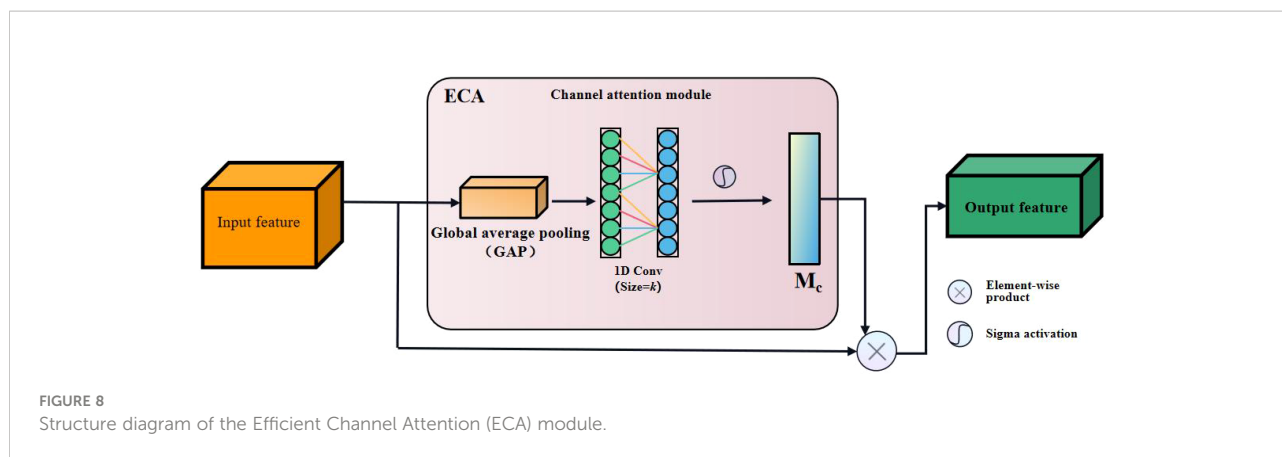 ECA
Channel attention module
Input feature
Global average pooling
（GAP）
1D Conv
(Size=k)
Mc
Output feature
Element-wise
product
Sigma activation
FIGURE 8
Structure diagram of the Efficient Channel Attention (ECA) module.